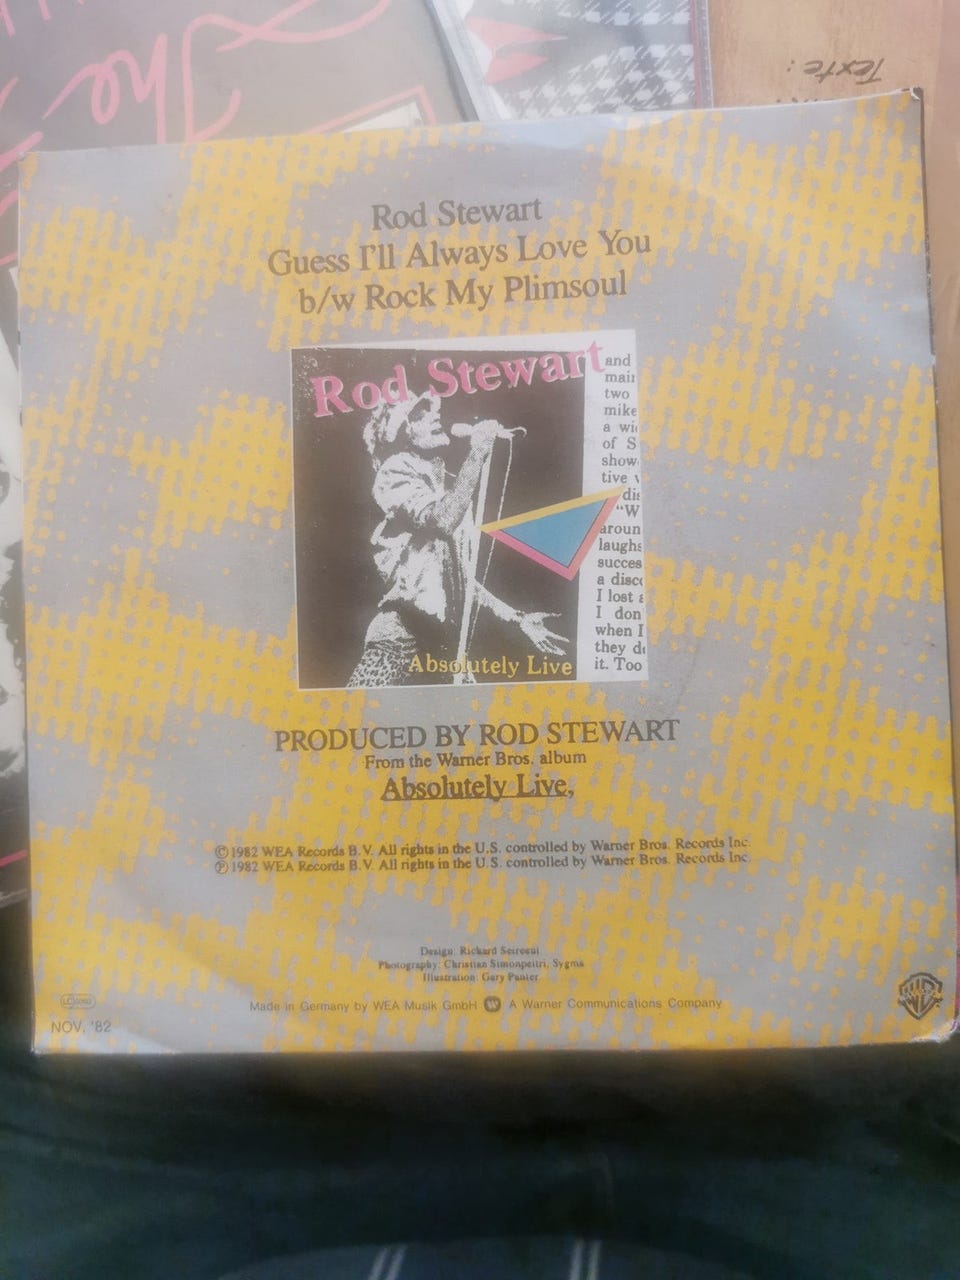 The
Texte:
Rod Stewart
Guess I'll Always Love You
b/w Rock My Plimsoul
Rod Stewart
and
main
two
mike
a wi
of S
show
tive
dis
"W
aroun
laughs
succes
a disc
I lost a
I don
when I
they d
it. Too
Absolutely Live
PRODUCED BY ROD STEWART
From the Warner Bros. album
Absolutely Live,
©1982 WEA Records B.V. All rights in the U.S. controlled by Warner Bros. Records Inc.
℗1982 WEA Records B.V. All rights in the U.S. controlled by Warner Bros. Records Inc.
Design: Richard Seireeni
Photography: Christian Simonpeitri, Sygma
Illustration: Gary Panter
Made in Germany by WEA Musik GmbH W A Warner Communications Company
NOV. '82